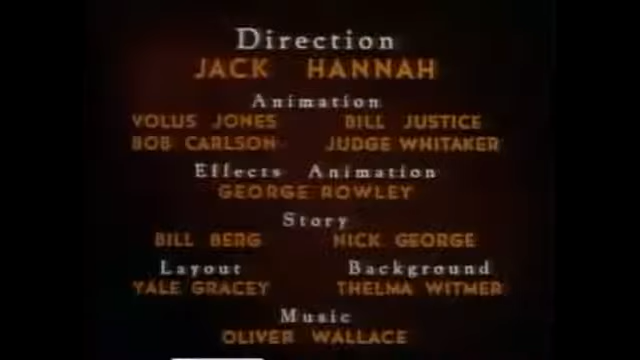 Direction
JACK HANNAH
Animation
VOLUS JONES BILL JUSTICE
BOB CARLSON JUDGE WHITAKER
Effects Animation
GEORGE ROWLEY
Story
BILL BERG NICK GEORGE
Layout Background
YALE GRACEY THELMA WITMER
Music
OLIVER WALLACE